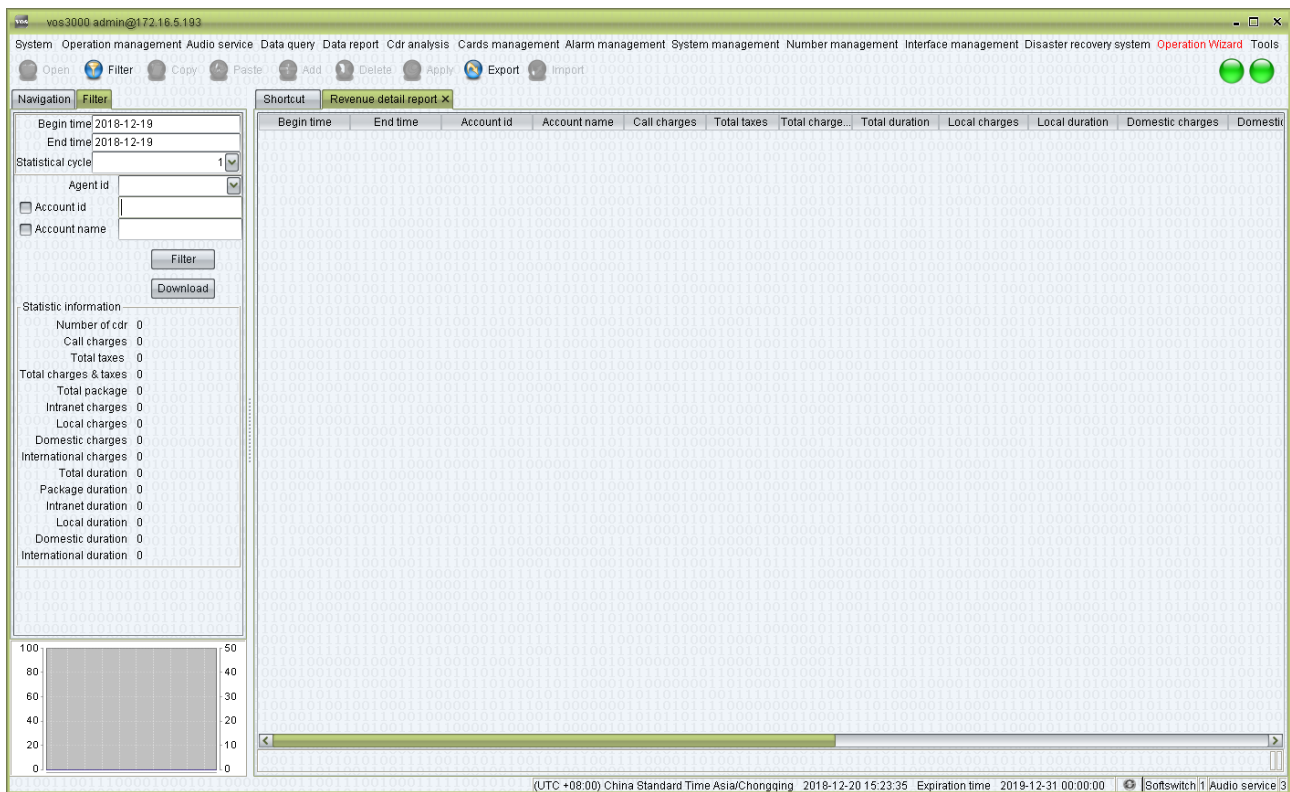 vos3000 admin@172.16.5.193
System Operation management Audio service Data query Data report Cdr analysis Cards management Alarm management System management Number management Interface management Disaster recovery system Operation Wizard Tools
Open Filter Copy Paste Add Delete Apply Export Import
Navigation Filter
Shortcut Revenue detail report ×
Begin time 2018-12-19
End time 2018-12-19
Statistical cycle 1
Agent id
Account id
Account name
Filter
Download
Statistic information
Number of cdr 0
Call charges 0
Total taxes 0
Total charges & taxes 0
Total package 0
Intranet charges 0
Local charges 0
Domestic charges 0
International charges 0
Total duration 0
Package duration 0
Intranet duration 0
Local duration 0
Domestic duration 0
International duration 0
100 50
80 40
60 30
40 20
20 10
0 0
Begin time End time Account id Account name Call charges Total taxes Total charge... Total duration Local charges Local duration Domestic charges Domesti
(UTC +08:00) China Standard Time Asia/Chongqing 2018-12-20 15:23:35 Expiration time 2019-12-31 00:00:00 Softswitch 1 Audio service 3